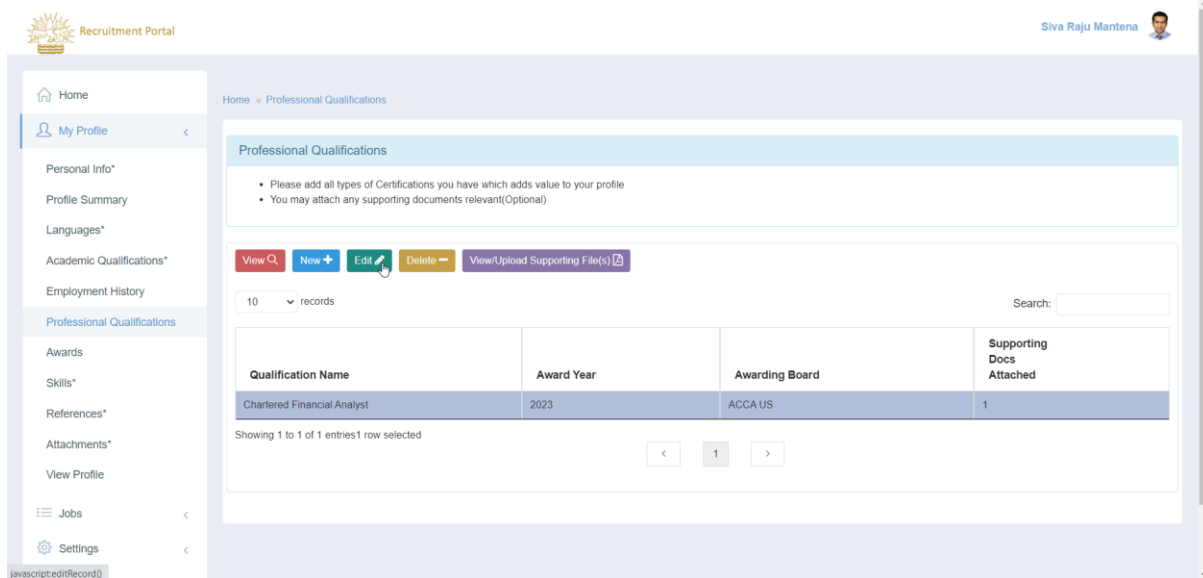 Recruitment Portal
Siva Raju Mantena
Home
My Profile
Personal Info*
Profile Summary
Languages*
Academic Qualifications*
Employment History
Professional Qualifications
Awards
Skills*
References*
Attachments*
View Profile
Jobs
Settings
javascript:editRecord()
Home Professional Qualifications
Professional Qualifications
• Please add all types of Certifications you have which adds value to your profile
• You may attach any supporting documents relevant(Optional)
View New Edit Delete View/Upload Supporting File(s)
10 records Search:
Qualification Name Award Year Awarding Board Supporting
Docs
Attached
Chartered Financial Analyst 2023 ACCA US 1
Showing 1 to 1 of 1 entries1 row selected
< 1 >